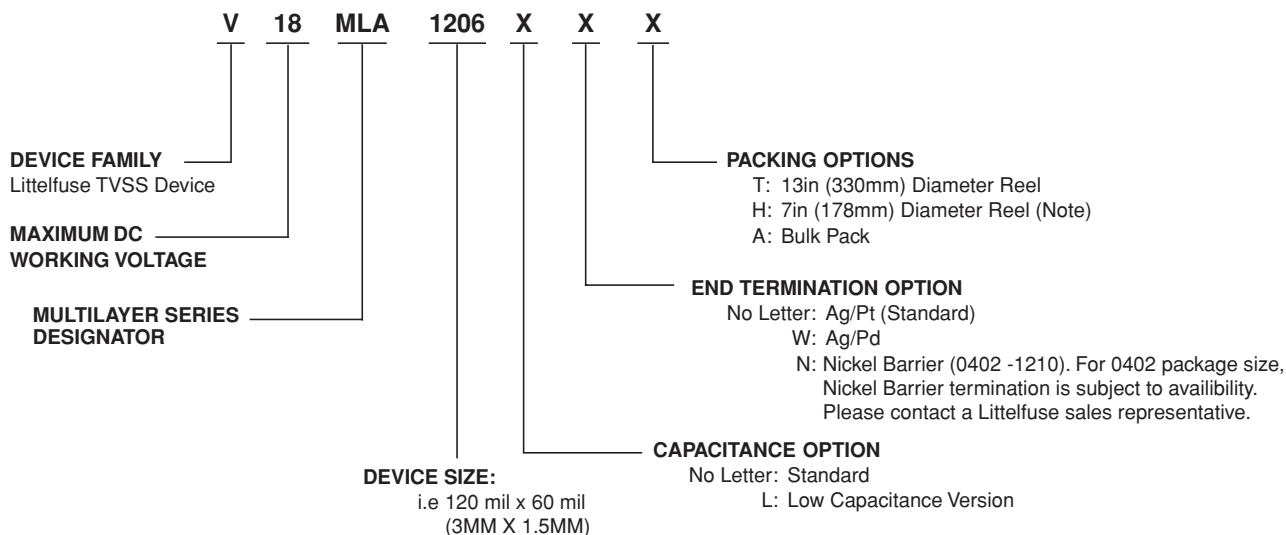 V 18 MLA 1206 X X X
DEVICE FAMILY
Littelfuse TVSS Device
MAXIMUM DC
WORKING VOLTAGE
MULTILAYER SERIES
DESIGNATOR
DEVICE SIZE:
i.e 120 mil x 60 mil
(3MM X 1.5MM)
PACKING OPTIONS
T: 13in (330mm) Diameter Reel
H: 7in (178mm) Diameter Reel (Note)
A: Bulk Pack
END TERMINATION OPTION
No Letter: Ag/Pt (Standard)
W: Ag/Pd
N: Nickel Barrier (0402 -1210). For 0402 package size,
Nickel Barrier termination is subject to availibility.
Please contact a Littelfuse sales representative.
CAPACITANCE OPTION
No Letter: Standard
L: Low Capacitance Version